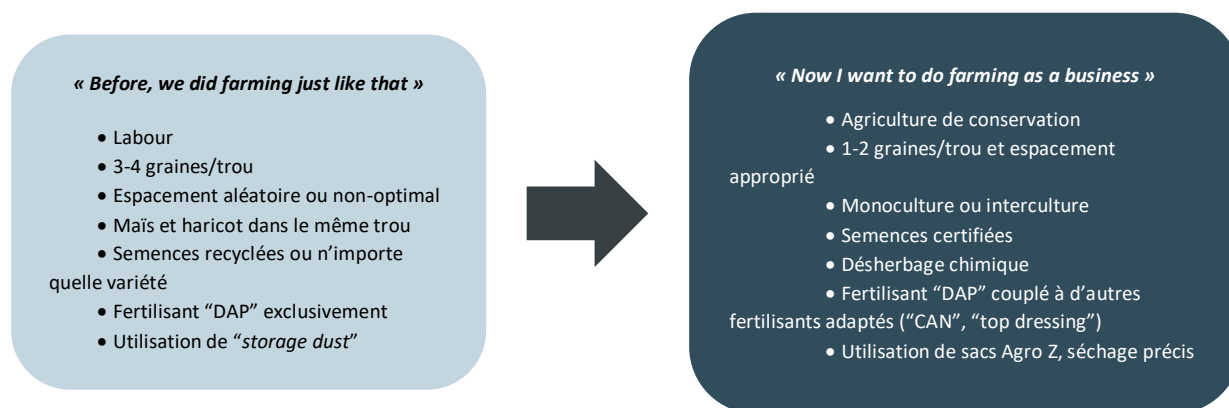 « Before, we did farming just like that »
• Labour
• 3-4 graines/trou
• Espacement aléatoire ou non-optimal
• Maïs et haricot dans le même trou
• Semences recyclées ou n’importe
quelle variété
• Fertilisant “DAP” exclusivement
• Utilisation de “storage dust”
« Now I want to do farming as a business »
• Agriculture de conservation
• 1-2 graines/trou et espacement
approprié
• Monoculture ou interculture
• Semences certifiées
• Désherbage chimique
• Fertilisant “DAP” couplé à d’autres
fertilisants adaptés (“CAN”, “top dressing”)
• Utilisation de sacs Agro Z, séchage précis